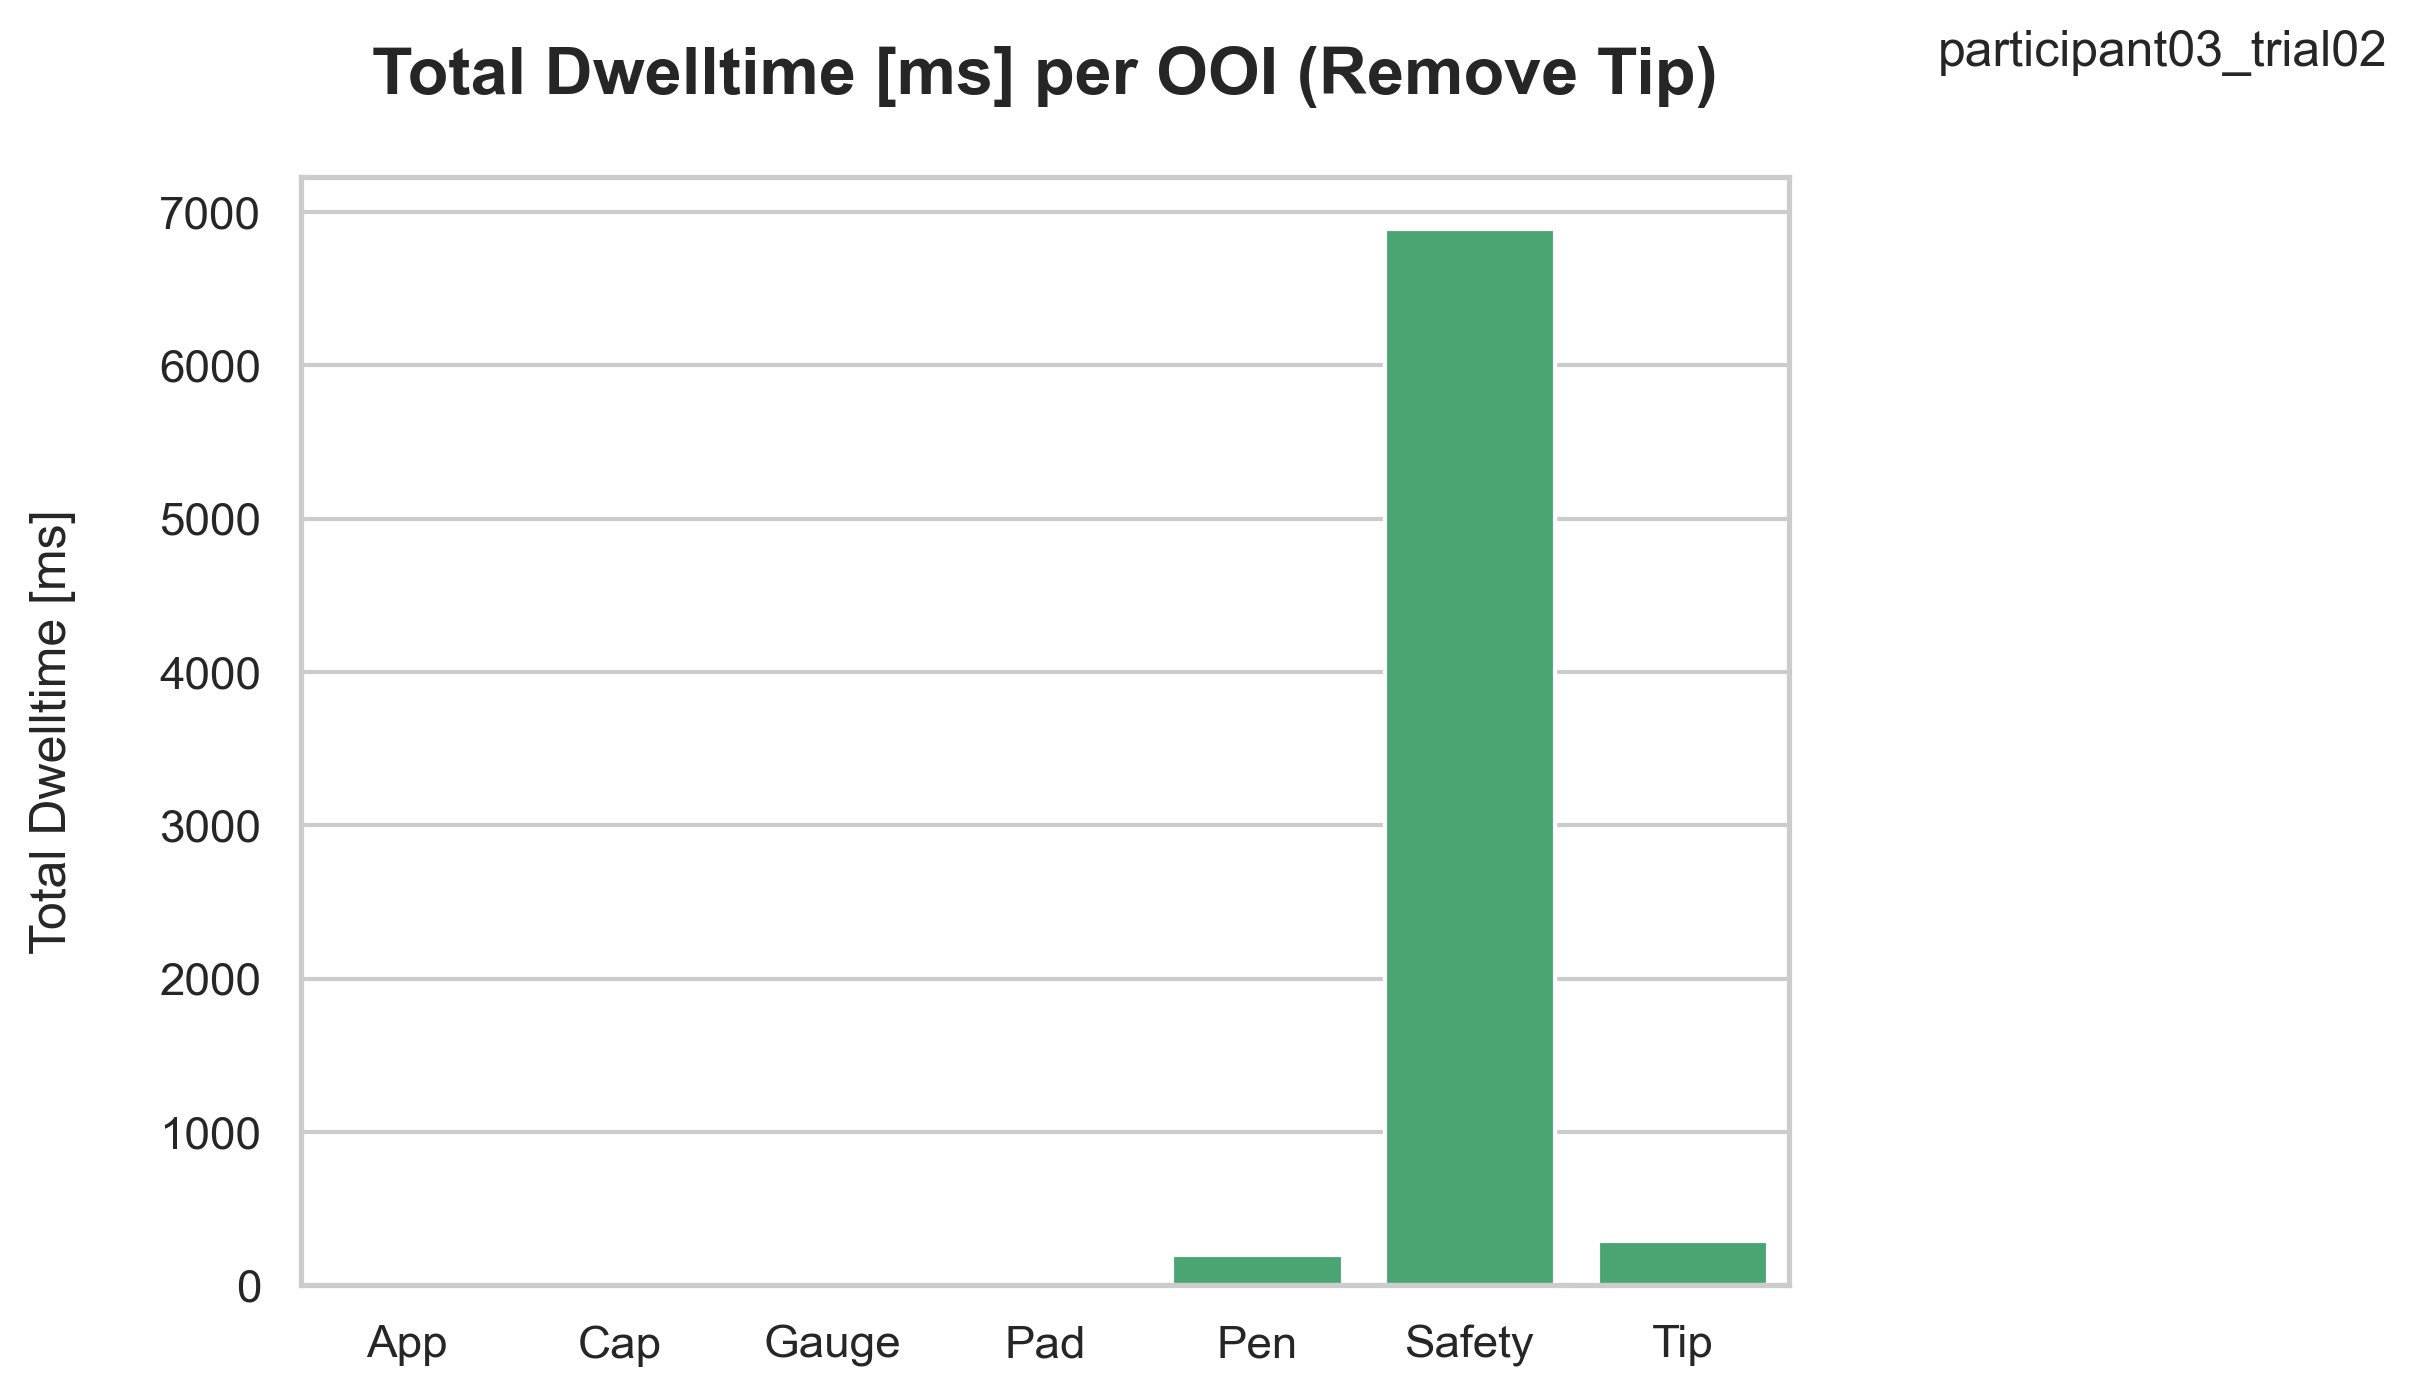 participant03_trial02
Total Dwelltime [ms] per OOI (Remove Tip)
Total Dwelltime [ms]
7000
6000
5000
4000
3000
2000
1000
0
App Cap Gauge Pad Pen Safety Tip